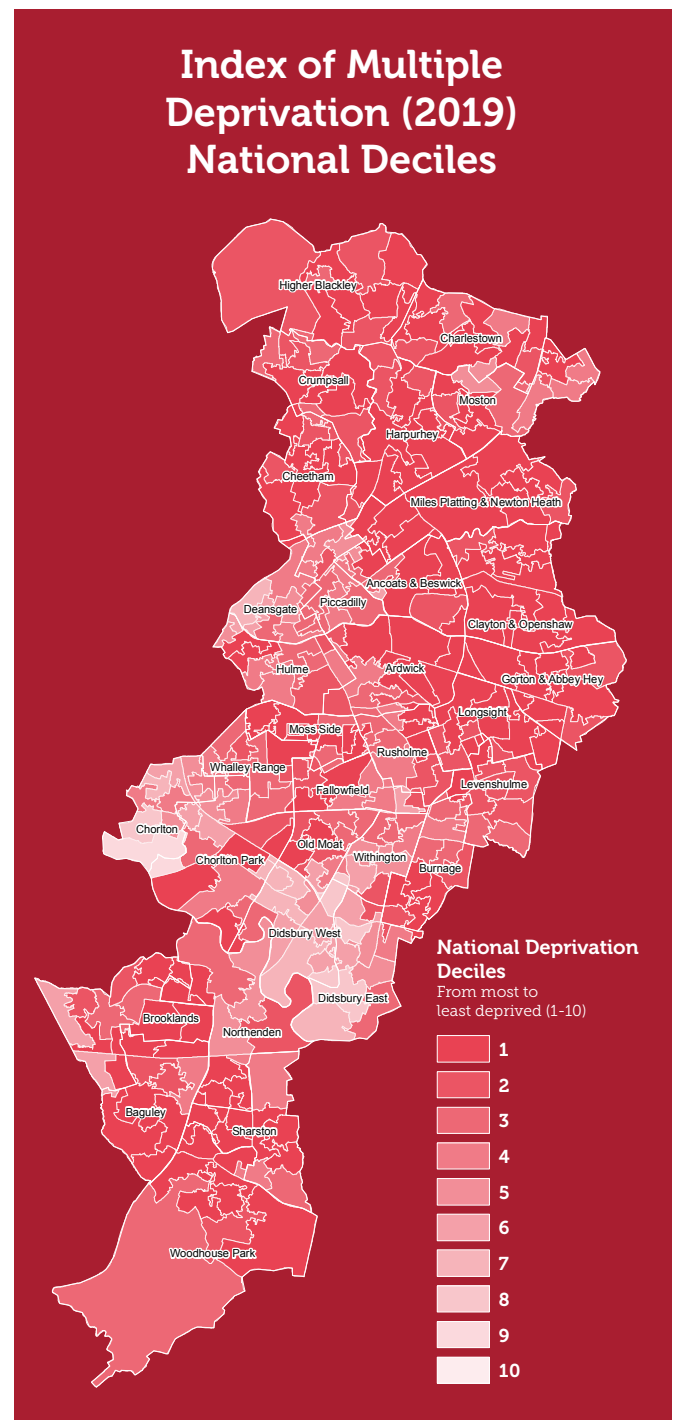 Index of Multiple
Deprivation (2019)
National Deciles
Higher Blackley
Charlestown
Crumpsall
Moston
Harpurhey
Cheetham
Miles Platting & Newton Heath
Ancoats & Beswick
Deansgate
Piccadilly
Clayton & Openshaw
Hulme
Ardwick
Gorton & Abbey Hey
Longsight
Moss Side
Rusholme
Whalley Range
Fallowfield
Levenshulme
Chorlton
Old Moat
Chorlton Park
Withington
Burnage
Didsbury West
Didsbury East
Brooklands
Northenden
Baguley
Sharston
Woodhouse Park
National Deprivation
Deciles
From most to
least deprived (1-10)
1
2
3
4
5
6
7
8
9
10